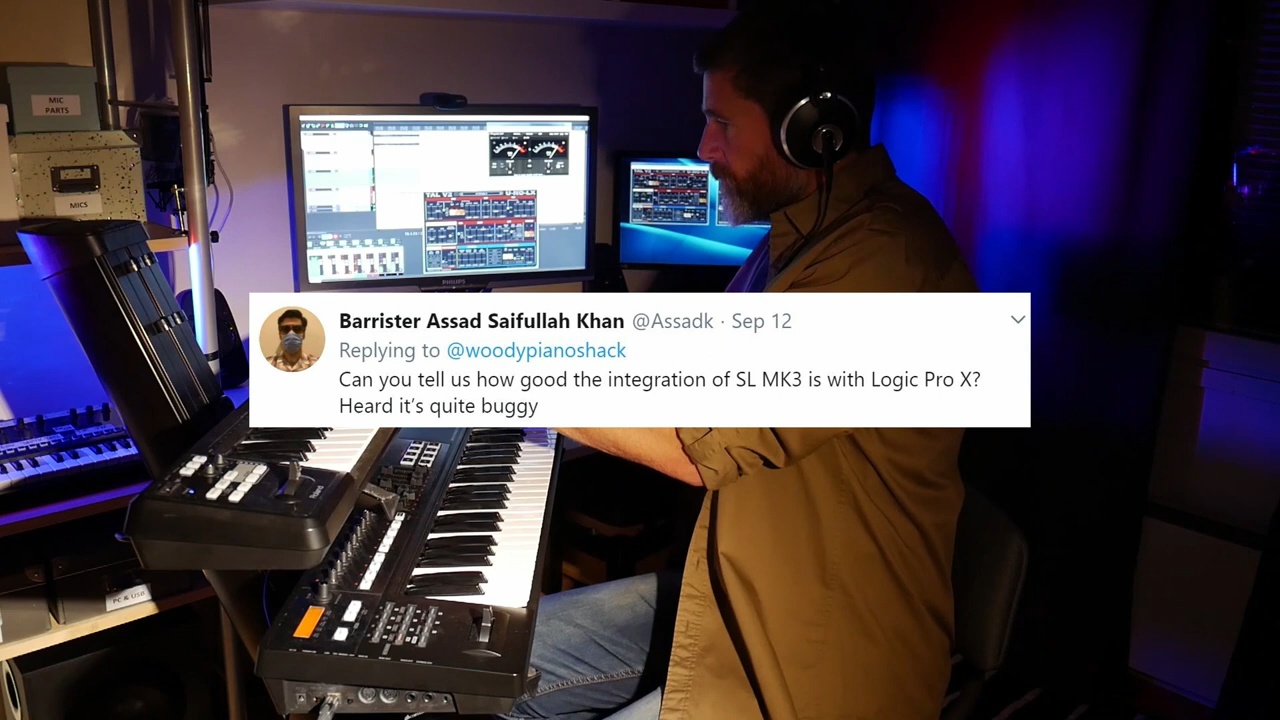 MIC
PARTS
MICS
PHILIPS
Barrister Assad Saifullah Khan @Assadk · Sep 12
Replying to @woodypianoshack
Can you tell us how good the integration of SL MK3 is with Logic Pro X?
Heard it's quite buggy
Roland
PC & USB